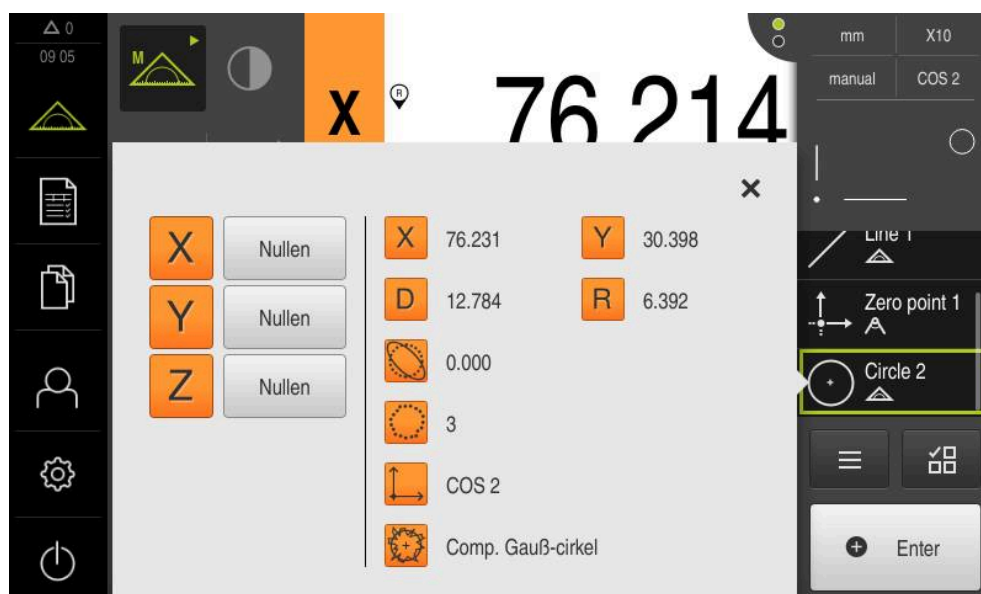 0
09 05
M
X
R
76.214
mm
X10
manual
COS 2
X
Nullen
Y
Nullen
Z
Nullen
X
76.231
Y
30.398
D
12.784
R
6.392
0.000
3
COS 2
Comp. Gauß-cirkel
Line 1
Zero point 1
Circle 2
Enter